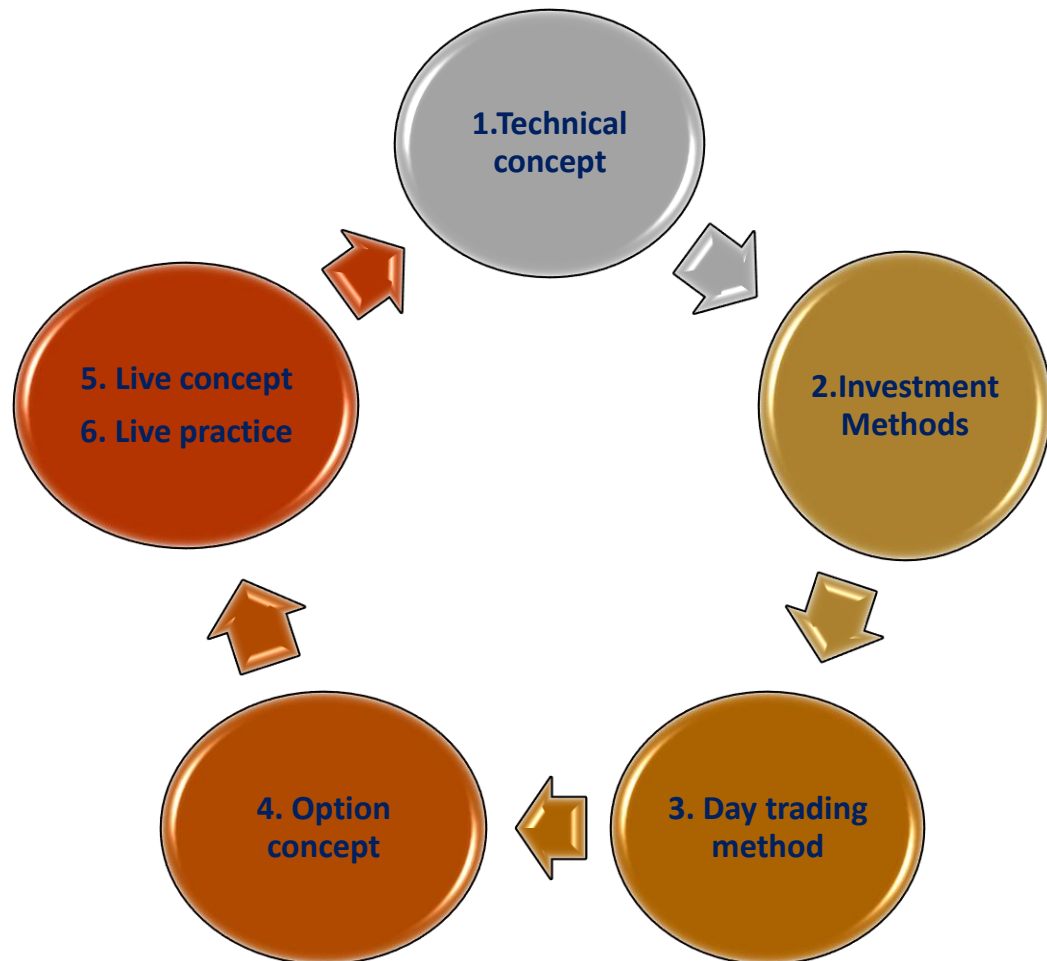 1.Technical
concept
2.Investment
Methods
3. Day trading
method
4. Option
concept
5. Live concept
6. Live practice